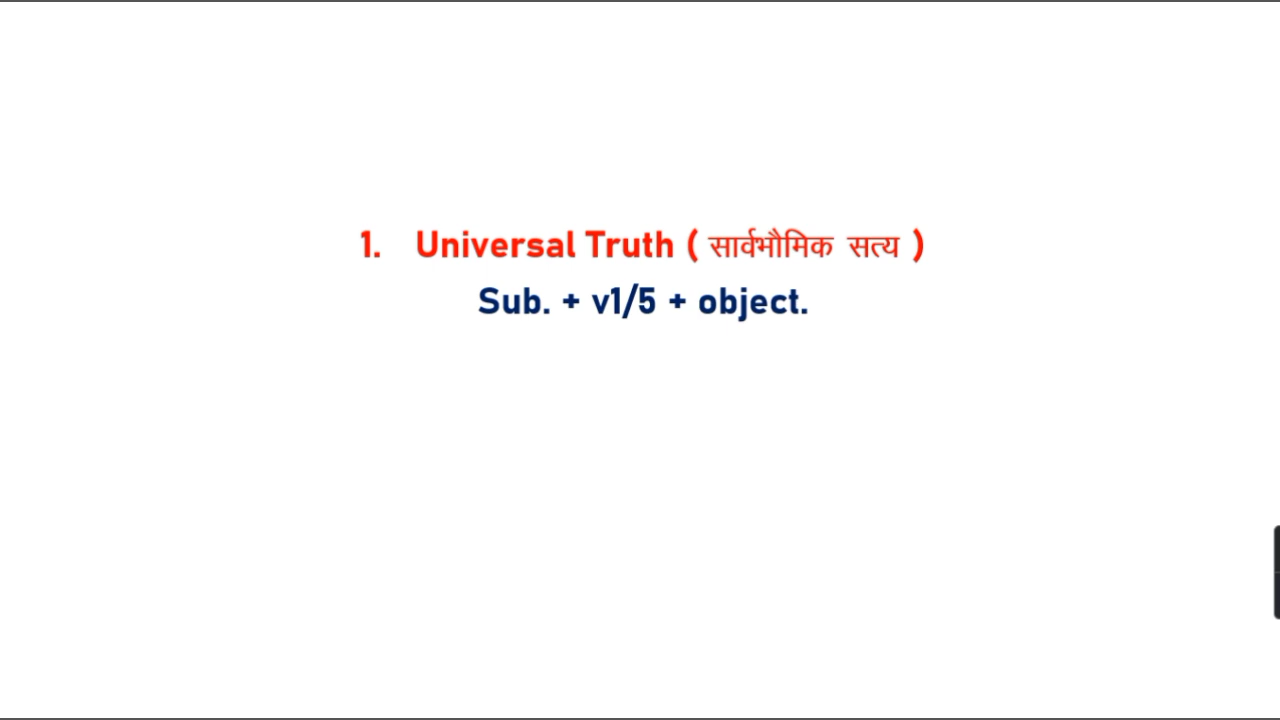 1. Universal Truth ( सार्वभौमिक सत्य )
Sub. + v1/5 + object.